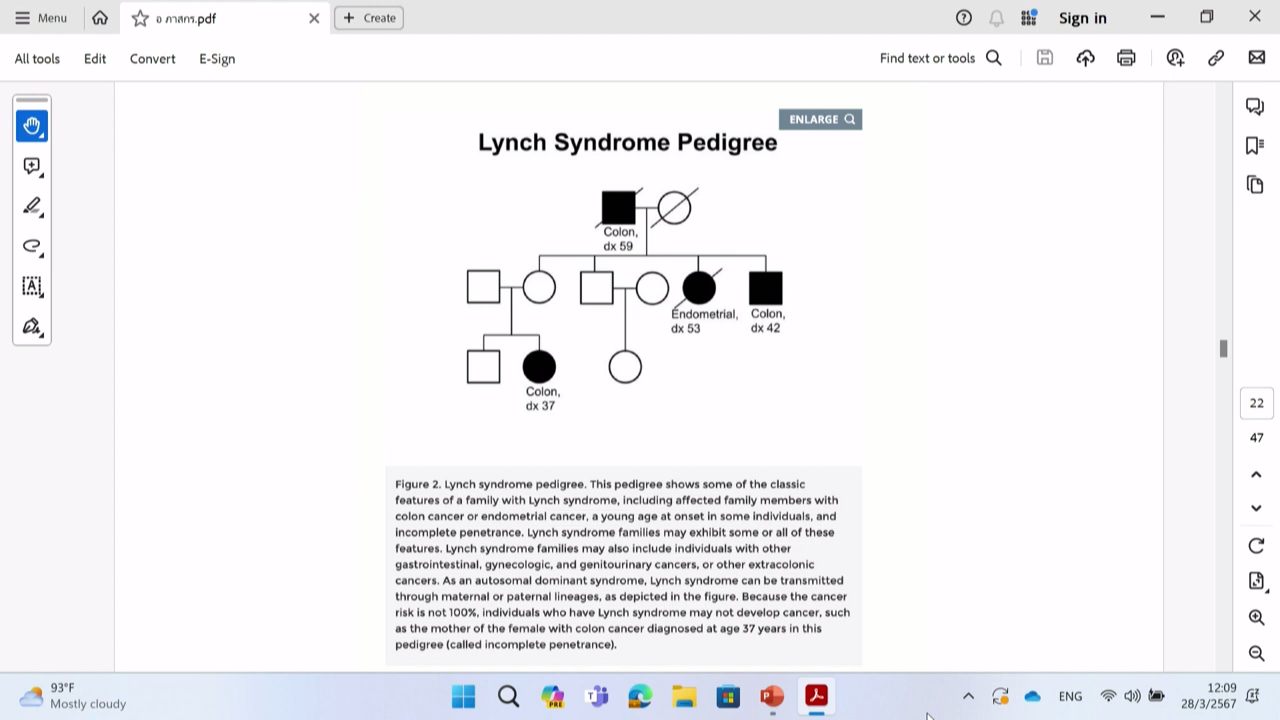 Menu
อ ภาสกร.pdf
Create
Sign in
All tools
Edit
Convert
E-Sign
Find text or tools
ENLARGE
Lynch Syndrome Pedigree
Colon,
dx 59
Endometrial,
dx 53
Colon,
dx 42
Colon,
dx 37
Figure 2. Lynch syndrome pedigree. This pedigree shows some of the classic
features of a family with Lynch syndrome, including affected family members with
colon cancer or endometrial cancer, a young age at onset in some individuals, and
incomplete penetrance. Lynch syndrome families may exhibit some or all of these
features. Lynch syndrome families may also include individuals with other
gastrointestinal, gynecologic, and genitourinary cancers, or other extracolonic
cancers. As an autosomal dominant syndrome, Lynch syndrome can be transmitted
through maternal or paternal lineages, as depicted in the figure. Because the cancer
risk is not 100%, individuals who have Lynch syndrome may not develop cancer, such
as the mother of the female with colon cancer diagnosed at age 37 years in this
pedigree (called incomplete penetrance).
22
47
93°F
Mostly cloudy
PRE
ENG
12:09
28/3/2567